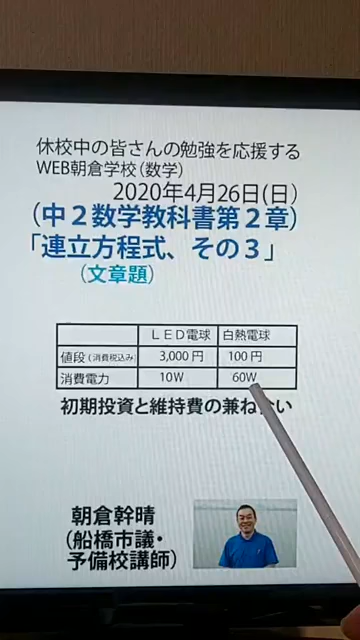 休校中の皆さんの勉強を応援する
WEB朝倉学校(数学)
2020年4月26日(日)
(中２数学教科書第２章)
「連立方程式、その３」
(文章題)
ＬＥＤ電球 白熱電球
値段(消費税込み) 3,000円 100円
消費電力 10W 60W
初期投資と維持費の兼ね合い
朝倉幹晴
(船橋市議・
予備校講師)